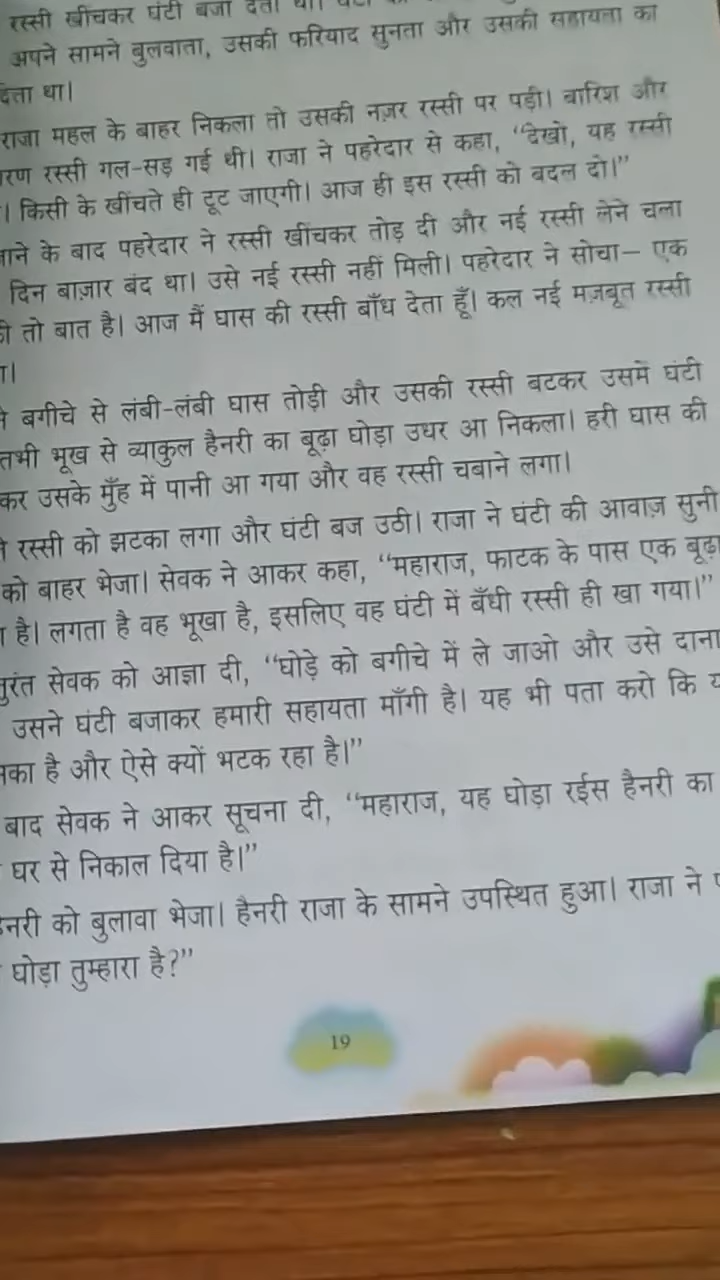 रस्सी खींचकर घंटी बजा देता था।
अपने सामने बुलवाता, उसकी फरियाद सुनता और उसकी सहायता का
देता था।
राजा महल के बाहर निकला तो उसकी नज़र रस्सी पर पड़ी। बारिश और
रस्सी गल-सड़ गई थी। राजा ने पहरेदार से कहा, “देखो, यह रस्सी
। किसी के खींचते ही टूट जाएगी। आज ही इस रस्सी को बदल दो।”
के बाद पहरेदार ने रस्सी खींचकर तोड़ दी और नई रस्सी लेने चला
दिन बाज़ार बंद था। उसे नई रस्सी नहीं मिली। पहरेदार ने सोचा– एक
तो बात है। आज मैं घास की रस्सी बाँध देता हूँ। कल नई मज़बूत रस्सी
बगीचे से लंबी-लंबी घास तोड़ी और उसकी रस्सी बटकर उसमें घंटी
तभी भूख से व्याकुल हैनरी का बूढ़ा घोड़ा उधर आ निकला। हरी घास की
कर उसके मुँह में पानी आ गया और वह रस्सी चबाने लगा।
रस्सी को झटका लगा और घंटी बज उठी। राजा ने घंटी की आवाज़ सुनी
को बाहर भेजा। सेवक ने आकर कहा, “महाराज, फाटक के पास एक बूढ़ा
है। लगता है वह भूखा है, इसलिए वह घंटी में बँधी रस्सी ही खा गया।”
सेवक को आज्ञा दी, “घोड़े को बगीचे में ले जाओ और उसे दाना
उसने घंटी बजाकर हमारी सहायता माँगी है। यह भी पता करो कि
है और ऐसे क्यों भटक रहा है।”
बाद सेवक ने आकर सूचना दी, “महाराज, यह घोड़ा रईस हैनरी का
घर से निकाल दिया है।”
को बुलावा भेजा। हैनरी राजा के सामने उपस्थित हुआ। राजा ने
घोड़ा तुम्हारा है?”
19